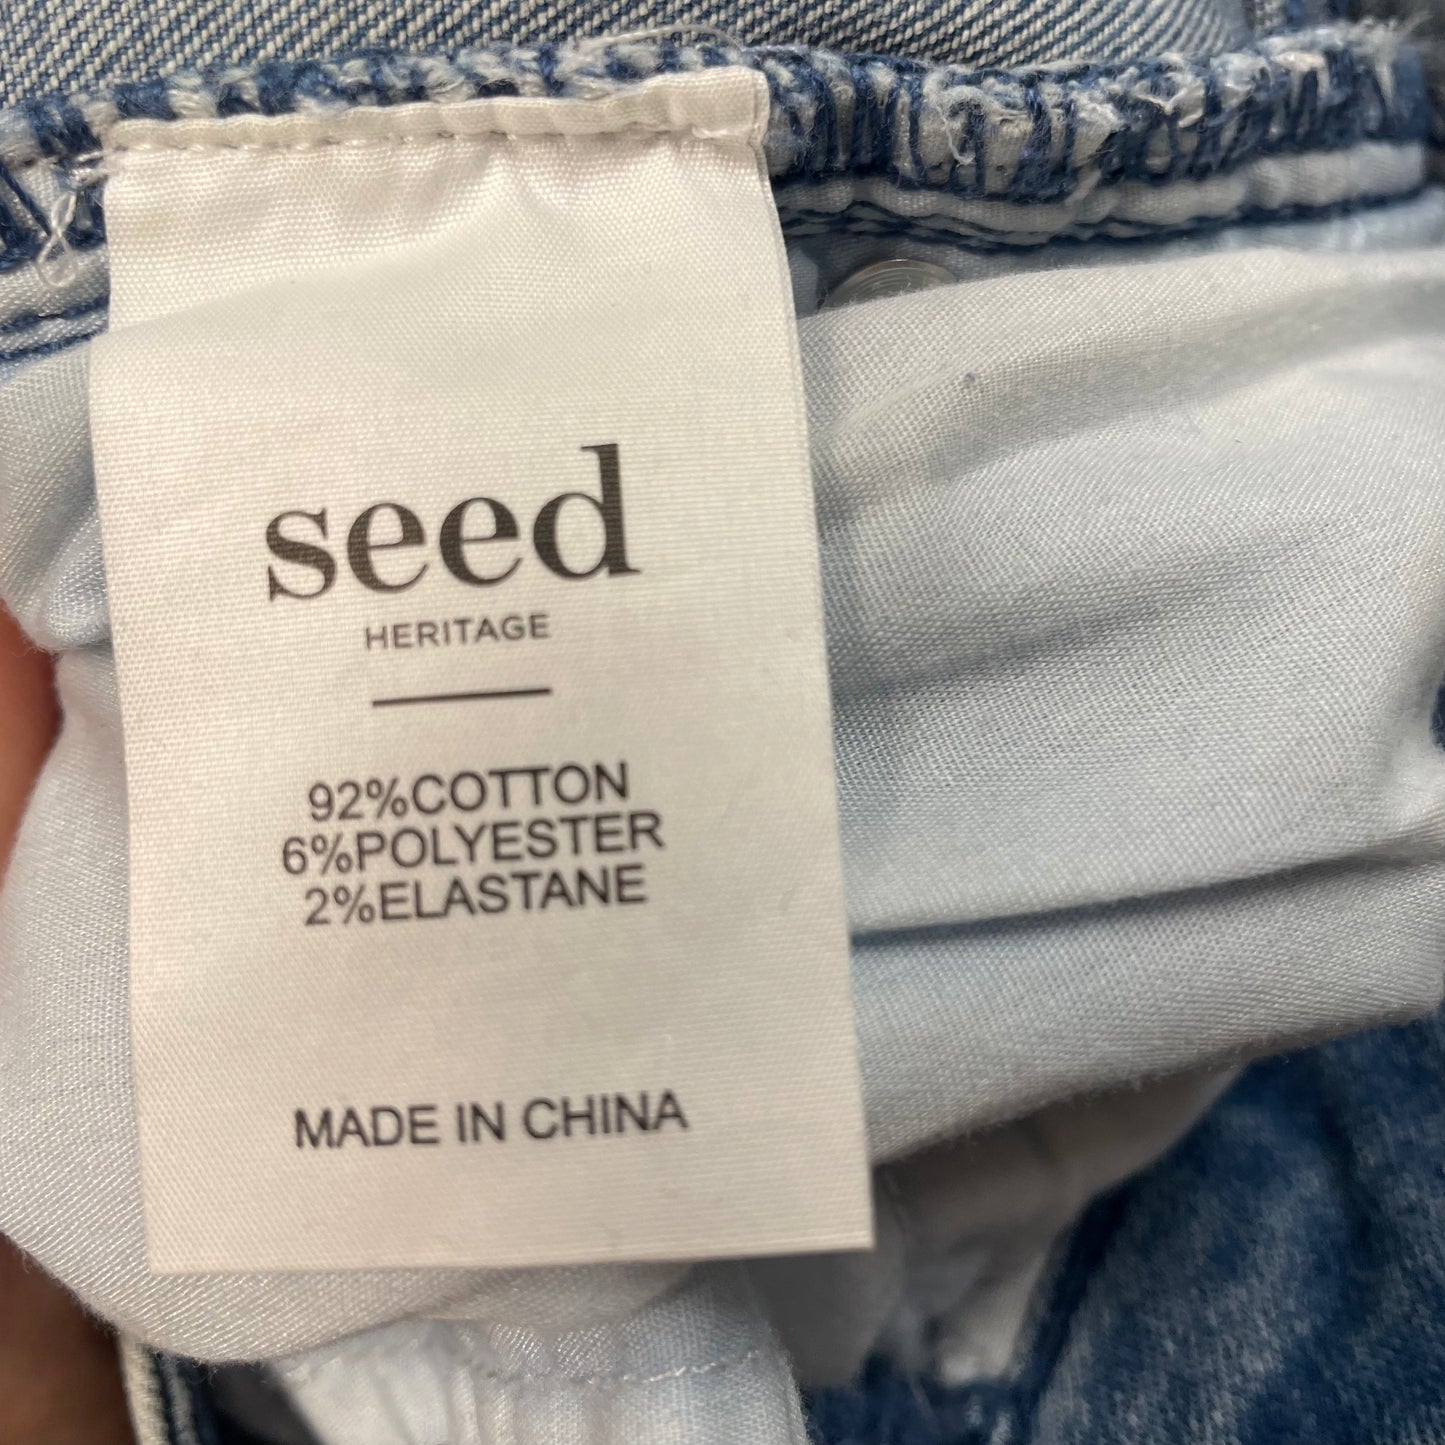 seed
HERITAGE
92%COTTON
6%POLYESTER
2%ELASTANE
MADE IN CHINA